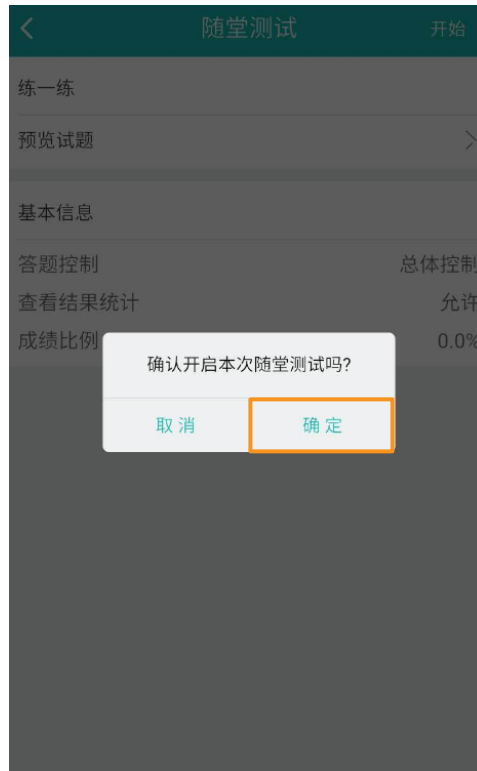 随堂测试 开始
练一练
预览试题
基本信息
答题控制 总体控制
查看结果统计 允许
成绩比例 0.0%
确认开启本次随堂测试吗?
取消 确定